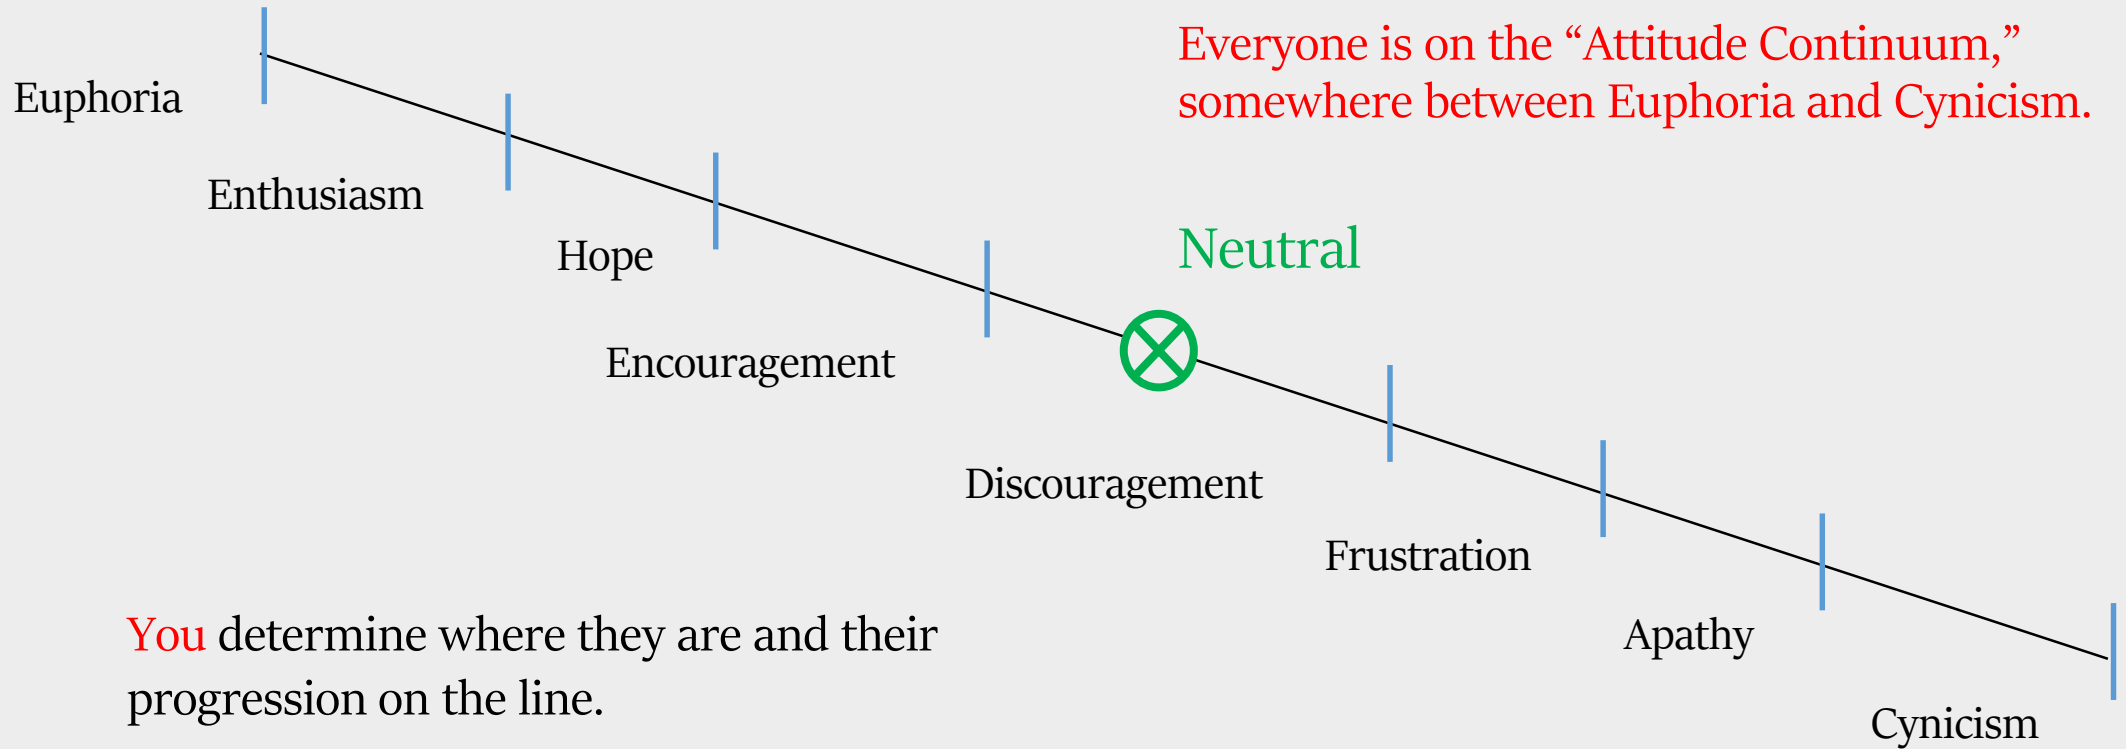 Everyone is on the “Attitude Continuum,”
somewhere between Euphoria and Cynicism.
Euphoria
Enthusiasm
Hope
Neutral
Encouragement
Discouragement
Frustration
Apathy
Cynicism
You determine where they are and their
progression on the line.